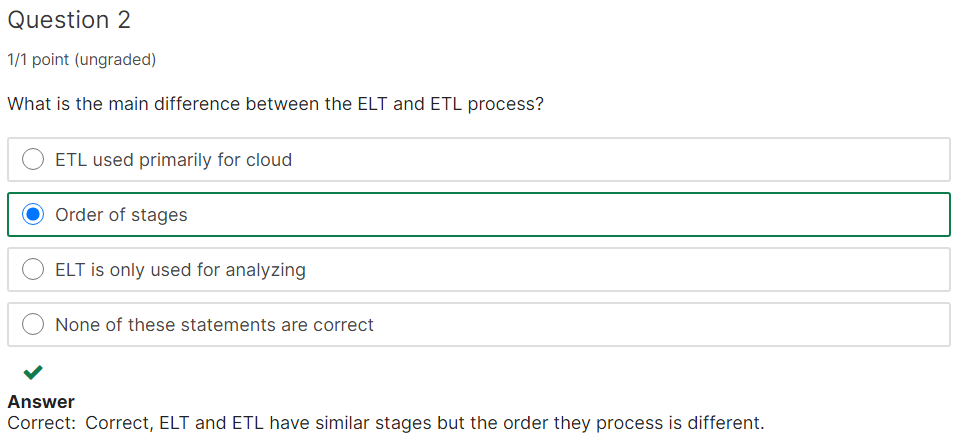 Question 2
1/1 point (ungraded)
What is the main difference between the ELT and ETL process?
ETL used primarily for cloud
Order of stages
ELT is only used for analyzing
None of these statements are correct
Answer
Correct: Correct, ELT and ETL have similar stages but the order they process is different.